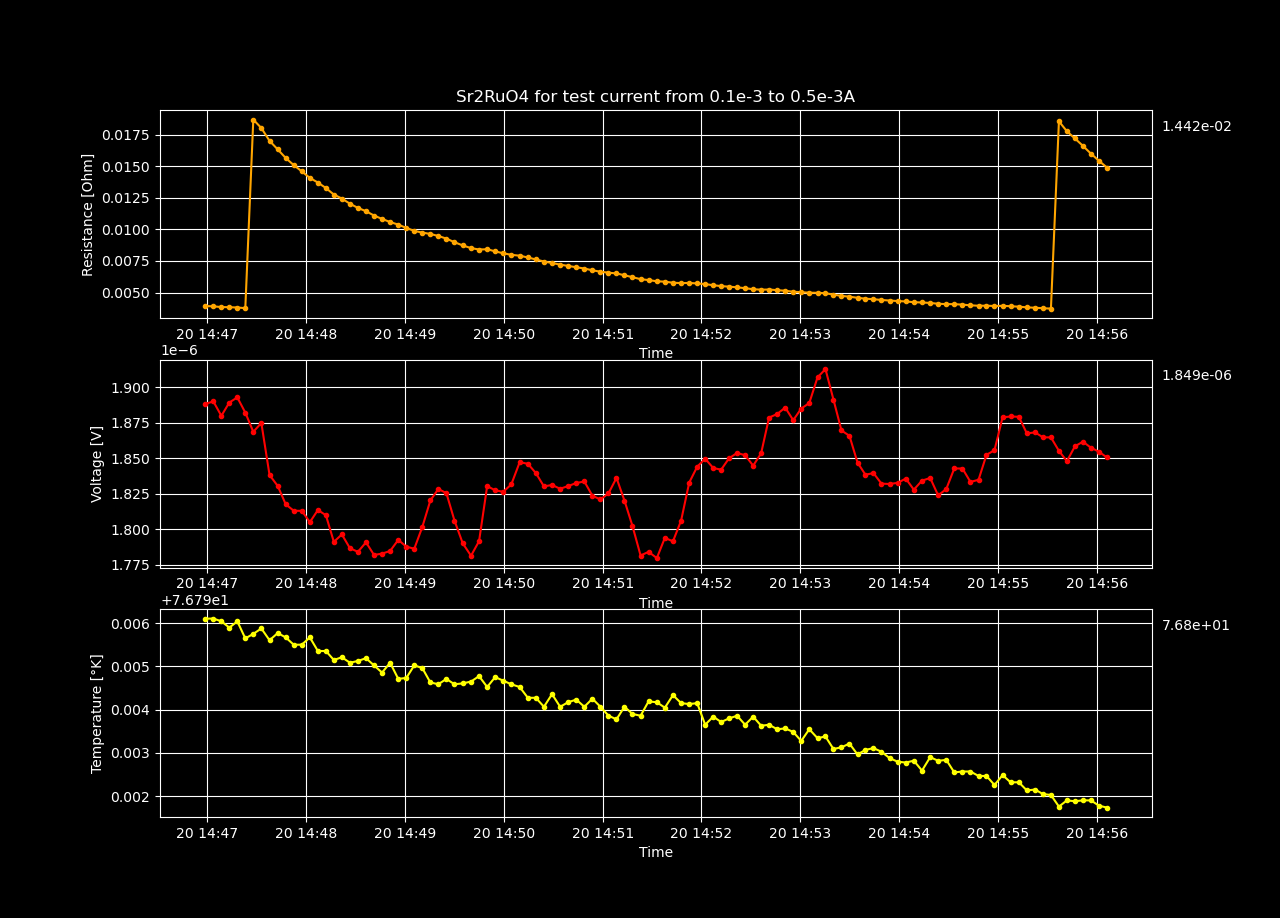 Sr2RuO4 for test current from 0.1e-3 to 0.5e-3A
1.442e-02
Resistance [Ohm]
0.0175
0.0150
0.0125
0.0100
0.0075
0.0050
20 14:47 20 14:48 20 14:49 20 14:50 20 14:51 20 14:52 20 14:53 20 14:54 20 14:55 20 14:56
Time
1e−6
1.849e-06
Voltage [V]
1.900
1.875
1.850
1.825
1.800
1.775
20 14:47 20 14:48 20 14:49 20 14:50 20 14:51 20 14:52 20 14:53 20 14:54 20 14:55 20 14:56
Time
+7.679e1
7.68e+01
Temperature [°K]
0.006
0.005
0.004
0.003
0.002
20 14:47 20 14:48 20 14:49 20 14:50 20 14:51 20 14:52 20 14:53 20 14:54 20 14:55 20 14:56
Time